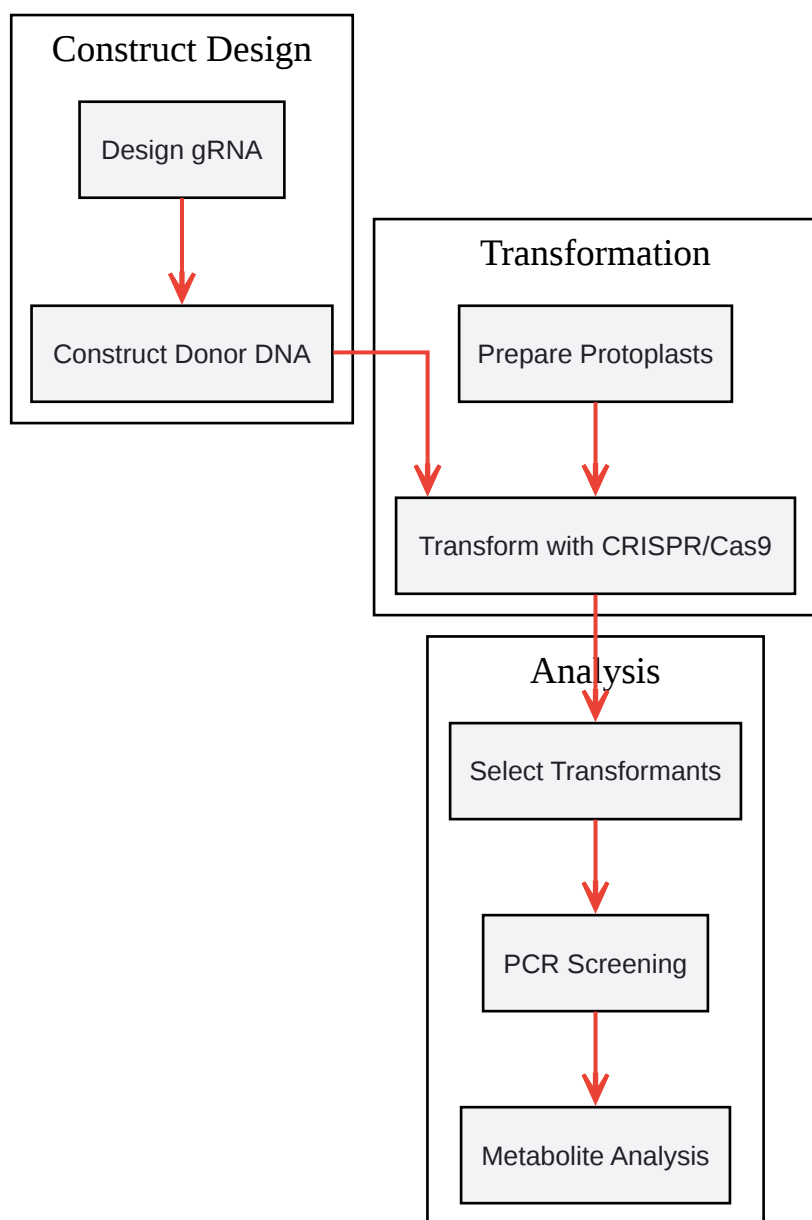 Construct Design
Design gRNA
Construct Donor DNA
Transformation
Prepare Protoplasts
Transform with CRISPR/Cas9
Analysis
Select Transformants
PCR Screening
Metabolite Analysis